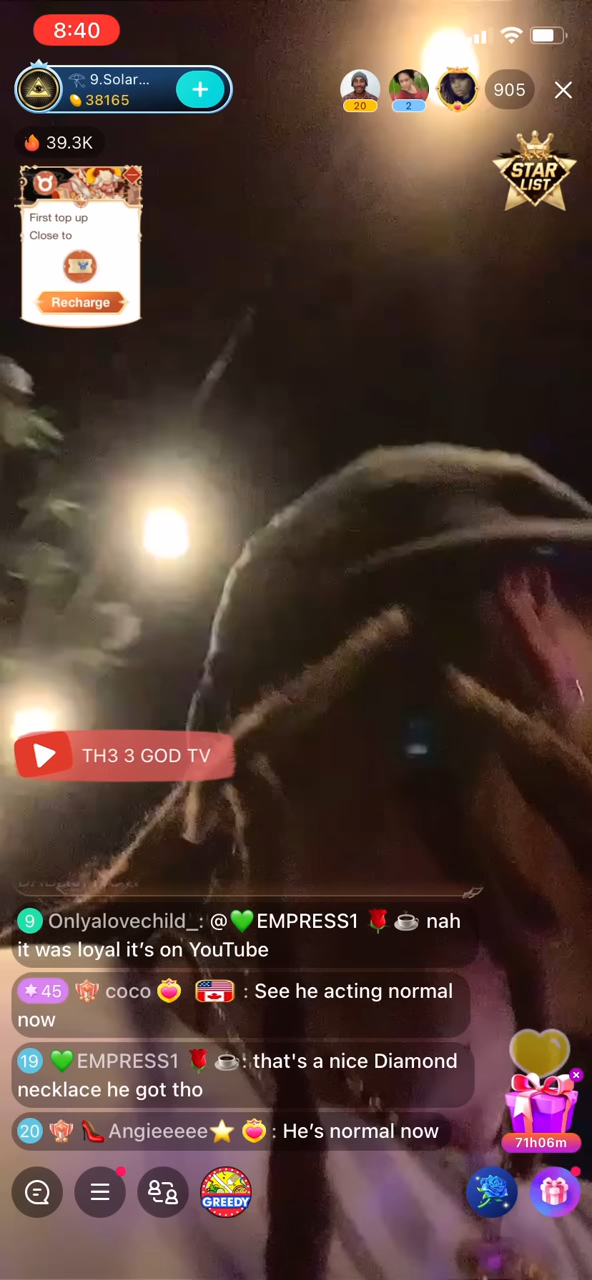 8:40
9.Solar...
38165
20
2
905
39.3K
STAR
LIST
First top up
Close to
Recharge
TH3 3 GOD TV
9 Onlyalovechild_: @💚EMPRESS1 🌹☕ nah
it was loyal it’s on YouTube
45 coco 🇺🇸🇨🇦 : See he acting normal
now
19 💚EMPRESS1 🌹☕: that's a nice Diamond
necklace he got tho
20 👠Angieeeee⭐ : He’s normal now
71h06m
GREEDY